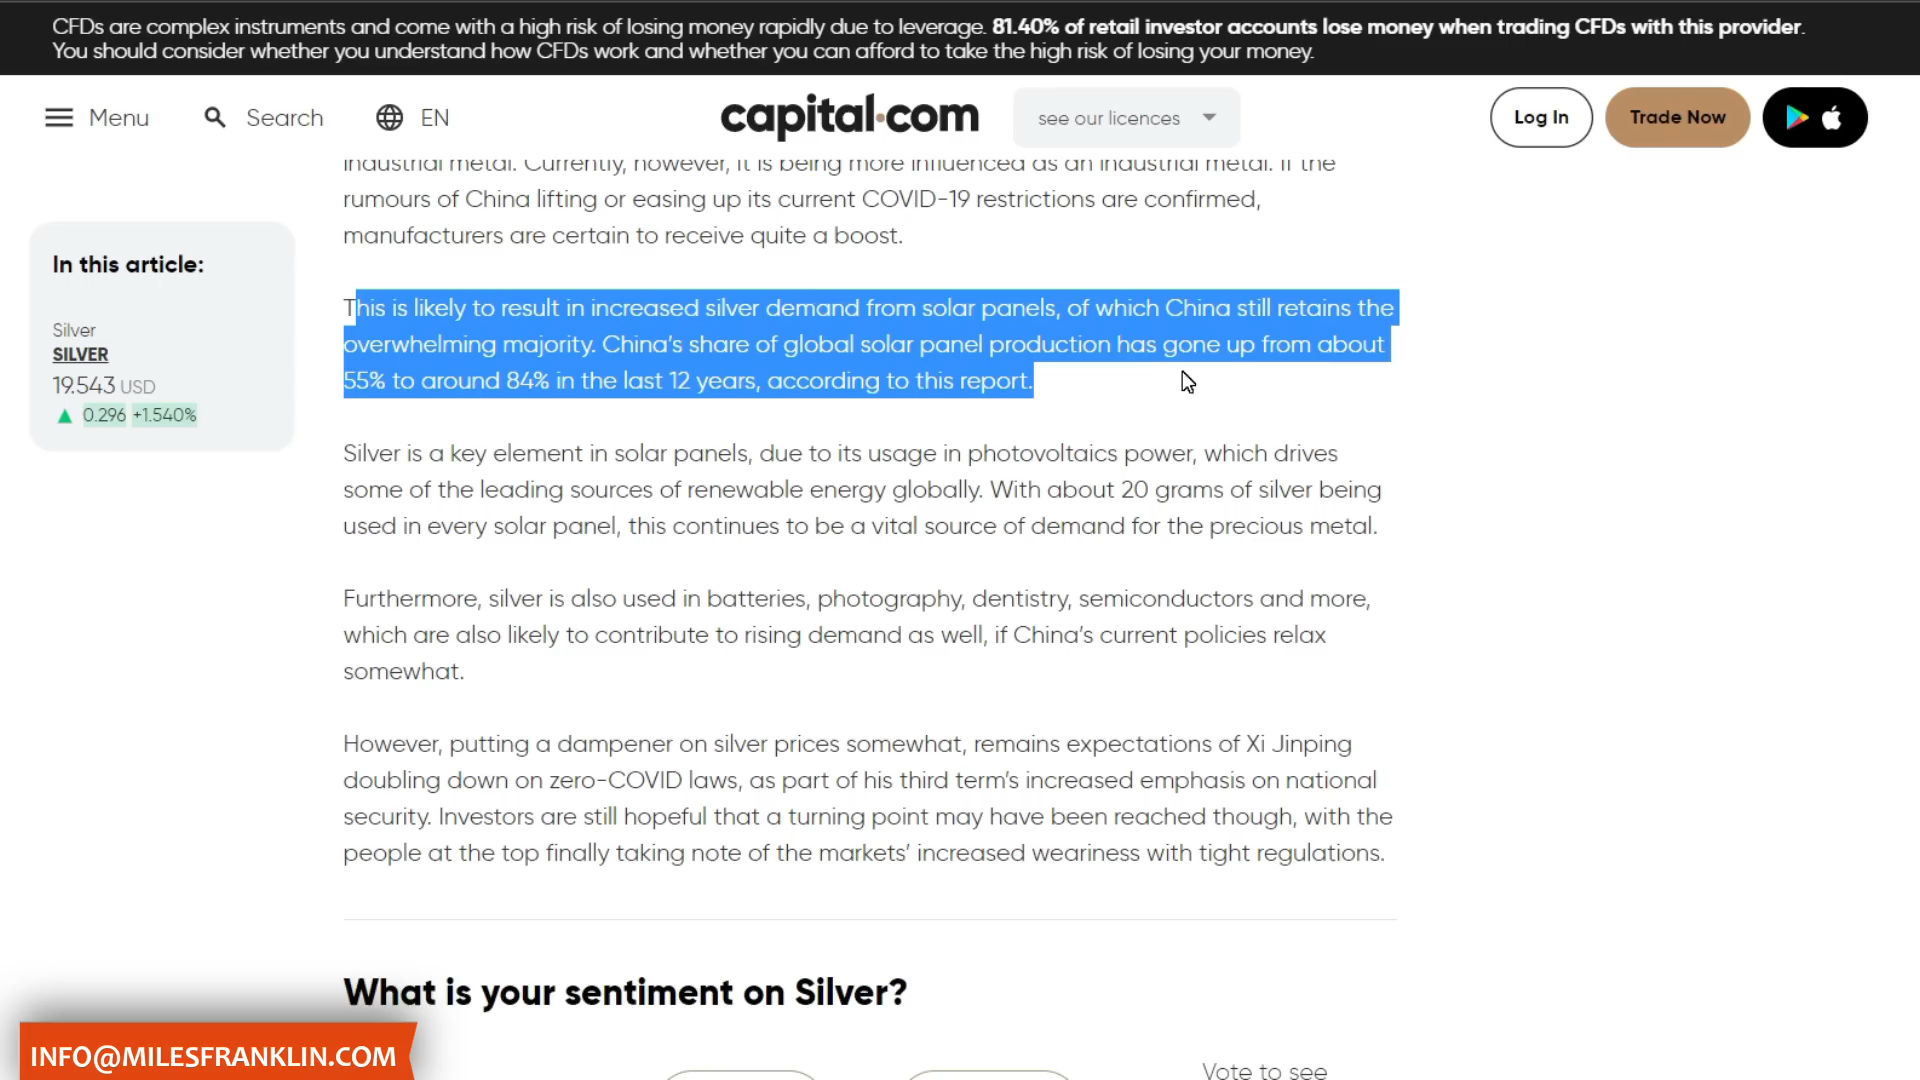 CFDs are complex instruments and come with a high risk of losing money rapidly due to leverage. 81.40% of retail investor accounts lose money when trading CFDs with this provider.
You should consider whether you understand how CFDs work and whether you can afford to take the high risk of losing your money.
Menu Search EN capital.com see our licences Log In Trade Now
industrial metal. Currently, however, it is being more influenced as an industrial metal. If the
rumours of China lifting or easing up its current COVID-19 restrictions are confirmed,
manufacturers are certain to receive quite a boost.
In this article:
Silver
SILVER
19.543 USD
▲ 0.296 +1.540%
This is likely to result in increased silver demand from solar panels, of which China still retains the
overwhelming majority. China's share of global solar panel production has gone up from about
55% to around 84% in the last 12 years, according to this report.
Silver is a key element in solar panels, due to its usage in photovoltaics power, which drives
some of the leading sources of renewable energy globally. With about 20 grams of silver being
used in every solar panel, this continues to be a vital source of demand for the precious metal.
Furthermore, silver is also used in batteries, photography, dentistry, semiconductors and more,
which are also likely to contribute to rising demand as well, if China's current policies relax
somewhat.
However, putting a dampener on silver prices somewhat, remains expectations of Xi Jinping
doubling down on zero-COVID laws, as part of his third term's increased emphasis on national
security. Investors are still hopeful that a turning point may have been reached though, with the
people at the top finally taking note of the markets' increased weariness with tight regulations.
What is your sentiment on Silver?
INFO@MILESFRANKLIN.COM
Vote to see